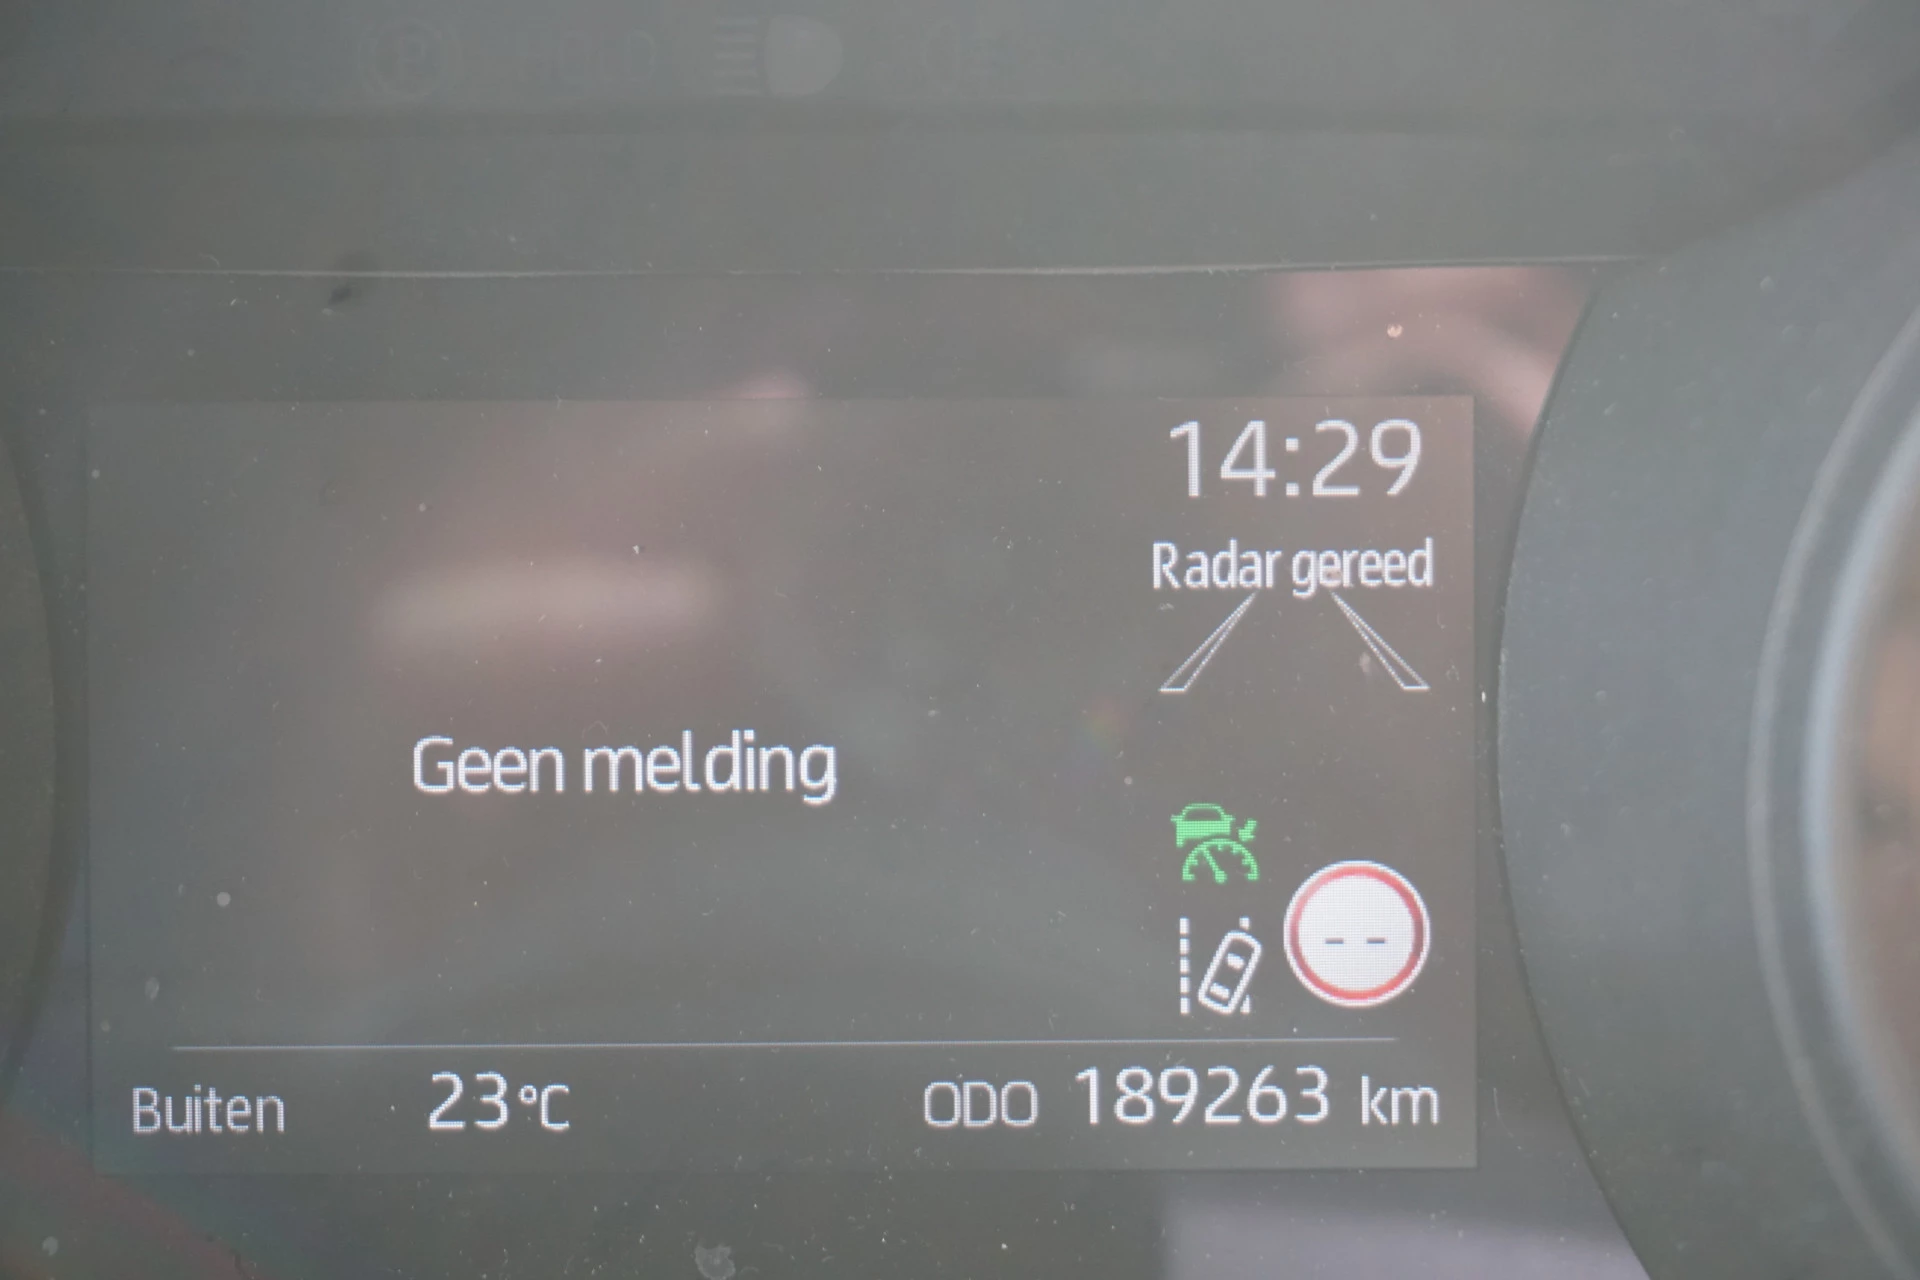 14:29
Radar gereed
Geen melding
--
Buiten 23°C ODO 189263 km